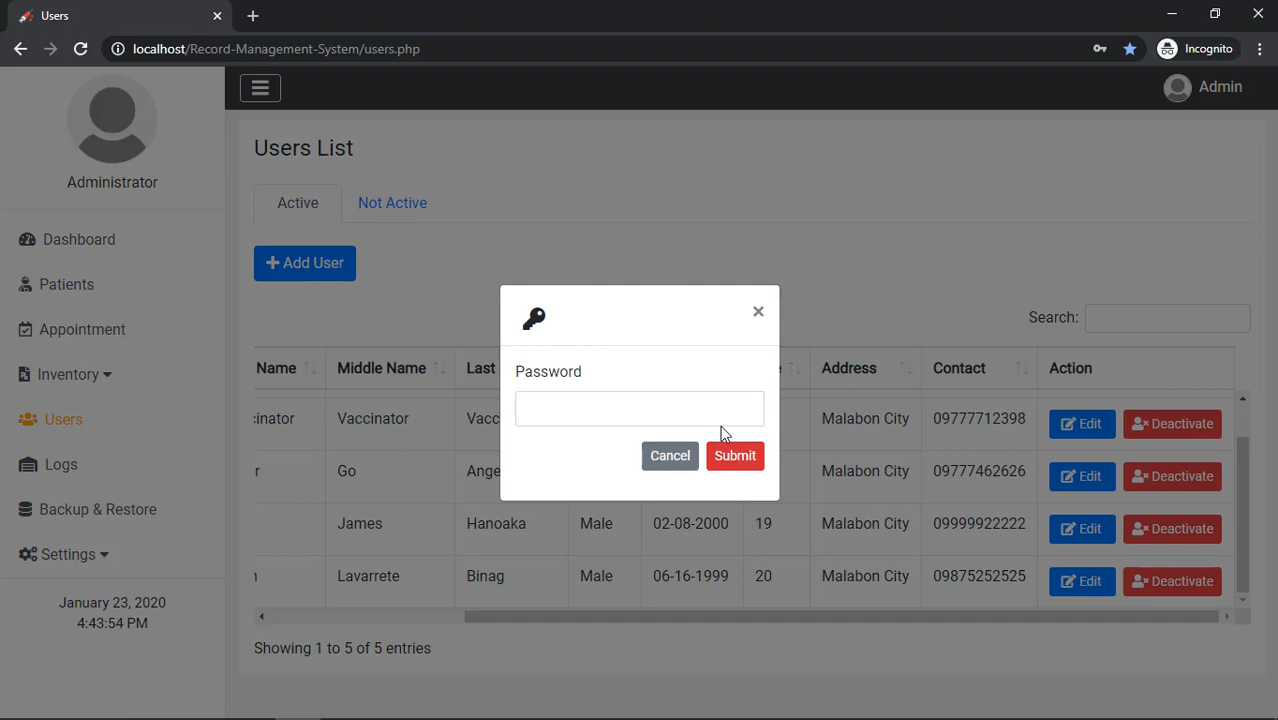 Users
localhost/Record-Management-System/users.php
Incognito
Admin
Administrator
Dashboard
Patients
Appointment
Inventory
Users
Logs
Backup & Restore
Settings
January 23, 2020
4:43:54 PM
Users List
Active Not Active
Add User
Search:
Name Middle Name Last Address Contact Action
Vaccinator Malabon City 09777712398 Edit Deactivate
Go Malabon City 09777462626 Edit Deactivate
James Hanoaka Male 02-08-2000 19 Malabon City 09999922222 Edit Deactivate
Lavarrete Binag Male 06-16-1999 20 Malabon City 09875252525 Edit Deactivate
Showing 1 to 5 of 5 entries
Password
Cancel Submit